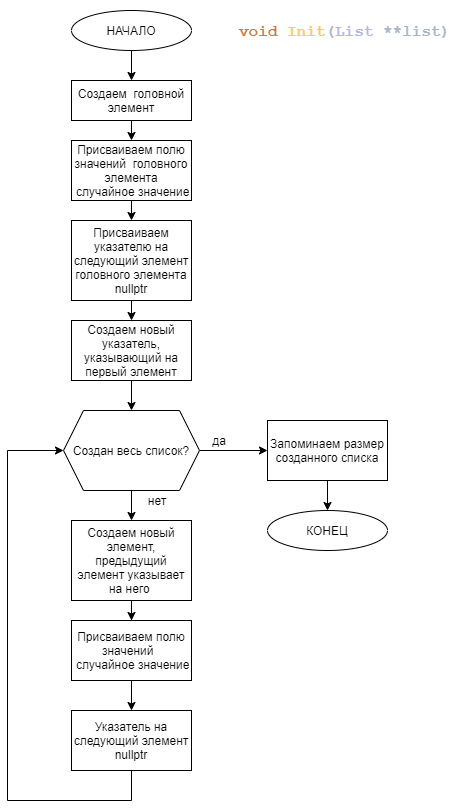 НАЧАЛО
void Init(List **list)
Создаем головной
элемент
Присваиваем полю
значений головного
элемента
случайное значение
Присваиваем
указателю на
следующий элемент
головного элемента
nullptr
Создаем новый
указатель,
указывающий на
первый элемент
Создан весь список?
да
Запоминаем размер
созданного списка
КОНЕЦ
нет
Создаем новый
элемент,
предыдущий
элемент указывает
на него
Присваиваем полю
значений
случайное значение
Указатель на
следующий элемент
nullptr